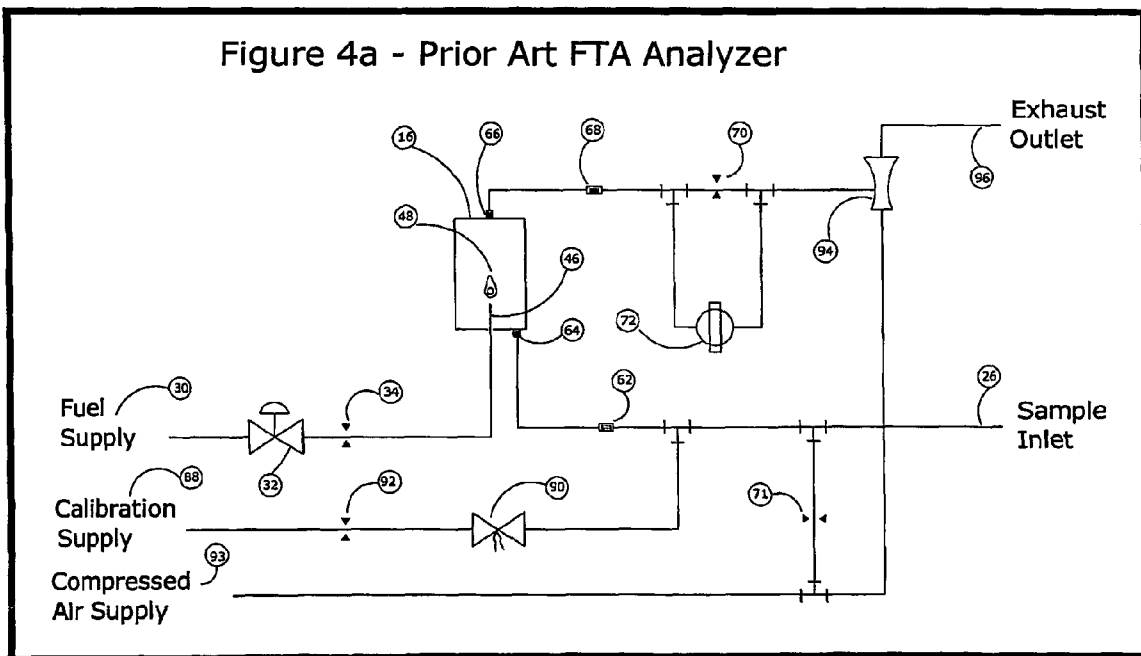 Figure 4a - Prior Art FTA Analyzer
Exhaust
Outlet
16
66
68
70
96
48
46
94
72
64
30
34
62
26
Fuel
Supply
Sample
Inlet
32
88
92
90
71
Calibration
Supply
93
Compressed
Air Supply